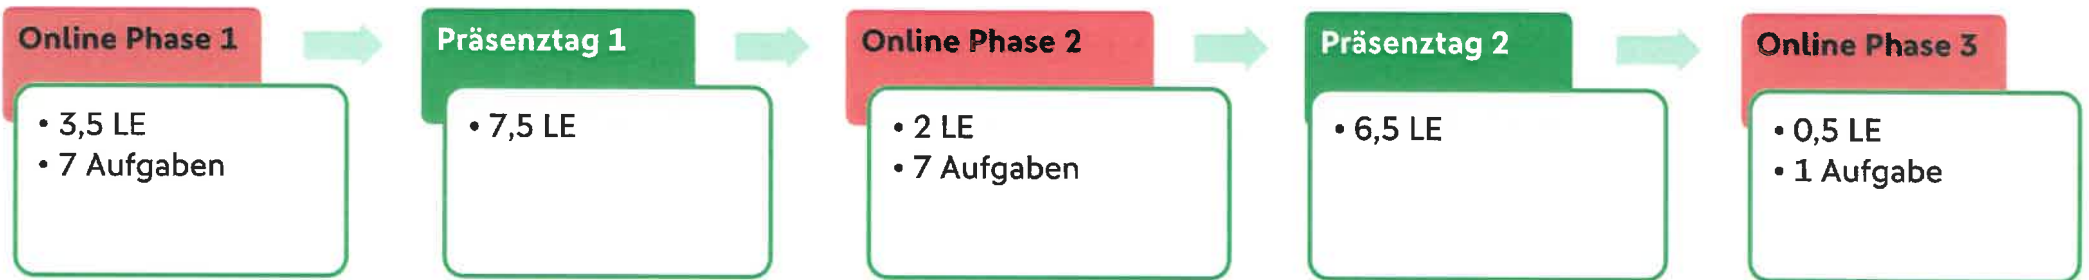 Online Phase 1
• 3,5 LE
• 7 Aufgaben
Präsenztag 1
• 7,5 LE
Online Phase 2
• 2 LE
• 7 Aufgaben
Präsenztag 2
• 6,5 LE
Online Phase 3
• 0,5 LE
• 1 Aufgabe